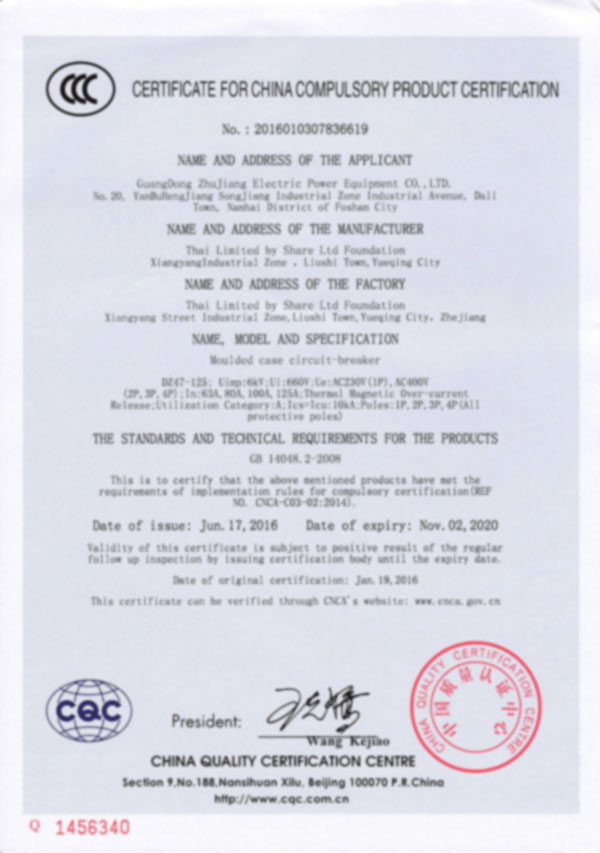 CCC
CERTIFICATE FOR CHINA COMPULSORY PRODUCT CERTIFICATION
No. : 2016010307836619
NAME AND ADDRESS OF THE APPLICANT
GuangDong ZhuJiang Electric Power Equipment CO., LTD.
No. 20, YanBuHengJiang SongJiang Industrial Zone Industrial Avenue, Dali
Town, Nanhai District of Foshan City
NAME AND ADDRESS OF THE MANUFACTURER
Thai Limited by Share Ltd Foundation
XiangyangIndustrial Zone , Liushi Town, Yueqing City
NAME AND ADDRESS OF THE FACTORY
Thai Limited by Share Ltd Foundation
Xiangyang Street Industrial Zone, Liushi Town, Yueqing City, Zhejiang
NAME, MODEL AND SPECIFICATION
Moulded case circuit-breaker
DZ47-125; Uimp:6kV;Ui:660V;Ue:AC230V(1P), AC400V
(2P, 3P, 4P);In:63A, 80A, 100A, 125A;Thermal Magnetic Over-current
Release;Utilization Category:A;Ics=Icu:10kA;Poles:1P, 2P, 3P, 4P(All
protective poles)
THE STANDARDS AND TECHNICAL REQUIREMENTS FOR THE PRODUCTS
GB 14048.2-2008
This is to certify that the above mentioned products have met the
requirements of implementation rules for compulsory certification(REF
NO. CNCA-C03-02:2014).
Date of issue: Jun. 17, 2016 Date of expiry: Nov. 02, 2020
Validity of this certificate is subject to positive result of the regular
follow up inspection by issuing certification body until the expiry date.
Date of original certification: Jan. 19, 2016
This certificate can be verified through CNCA's website: www.cnca.gov.cn
CHINA QUALITY CERTIFICATION CENTRE
中国质量认证中心
CQC
President:
Wang Kejiao
CHINA QUALITY CERTIFICATION CENTRE
Section 9, No.188, Nansihuan Xilu, Beijing 100070 P.R.China
http://www.cqc.com.cn
Q 1456340